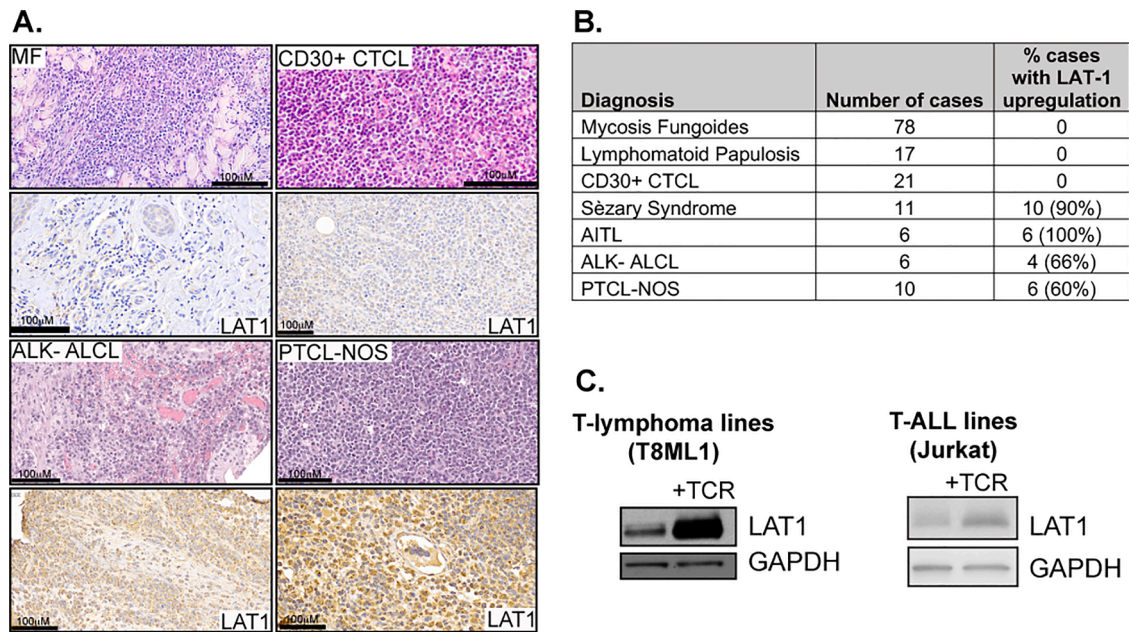 A.
MF
100µM
CD30+ CTCL
100µM
100µM
LAT1
100µM
LAT1
ALK- ALCL
100µM
PTCL-NOS
100µM
100µM
LAT1
100µM
LAT1
B.
Diagnosis Number of cases % cases with LAT-1 upregulation
Mycosis Fungoides 78 0
Lymphomatoid Papulosis 17 0
CD30+ CTCL 21 0
Sèzary Syndrome 11 10 (90%)
AITL 6 6 (100%)
ALK- ALCL 6 4 (66%)
PTCL-NOS 10 6 (60%)
C.
T-lymphoma lines
(T8ML1)
+TCR
LAT1
GAPDH
T-ALL lines
(Jurkat)
+TCR
LAT1
GAPDH